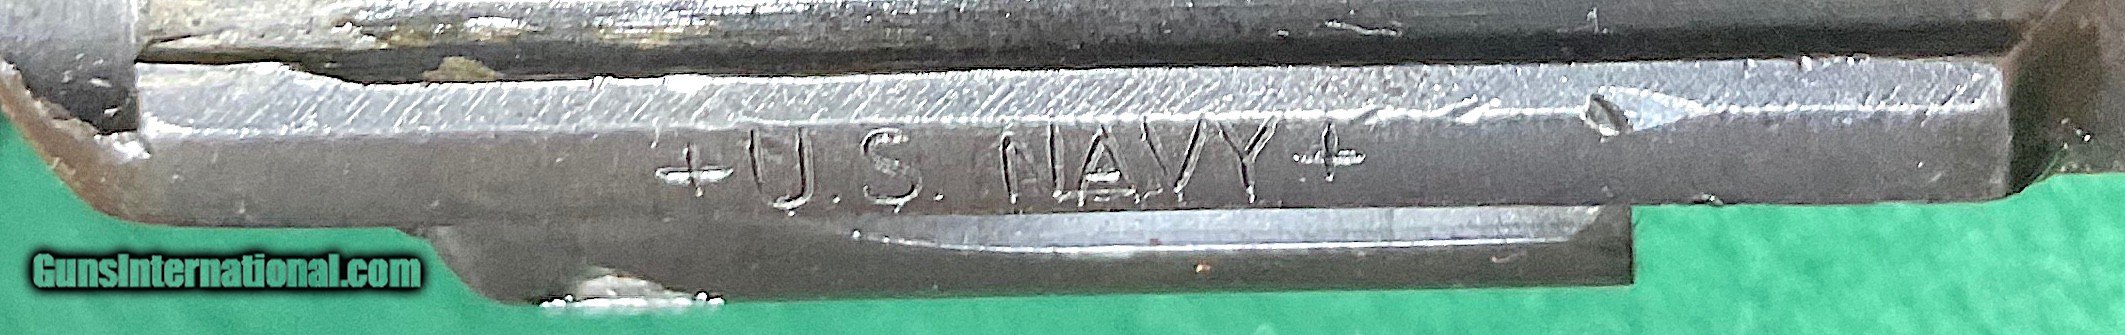 + U.S. NAVY +
GunsInternational.com